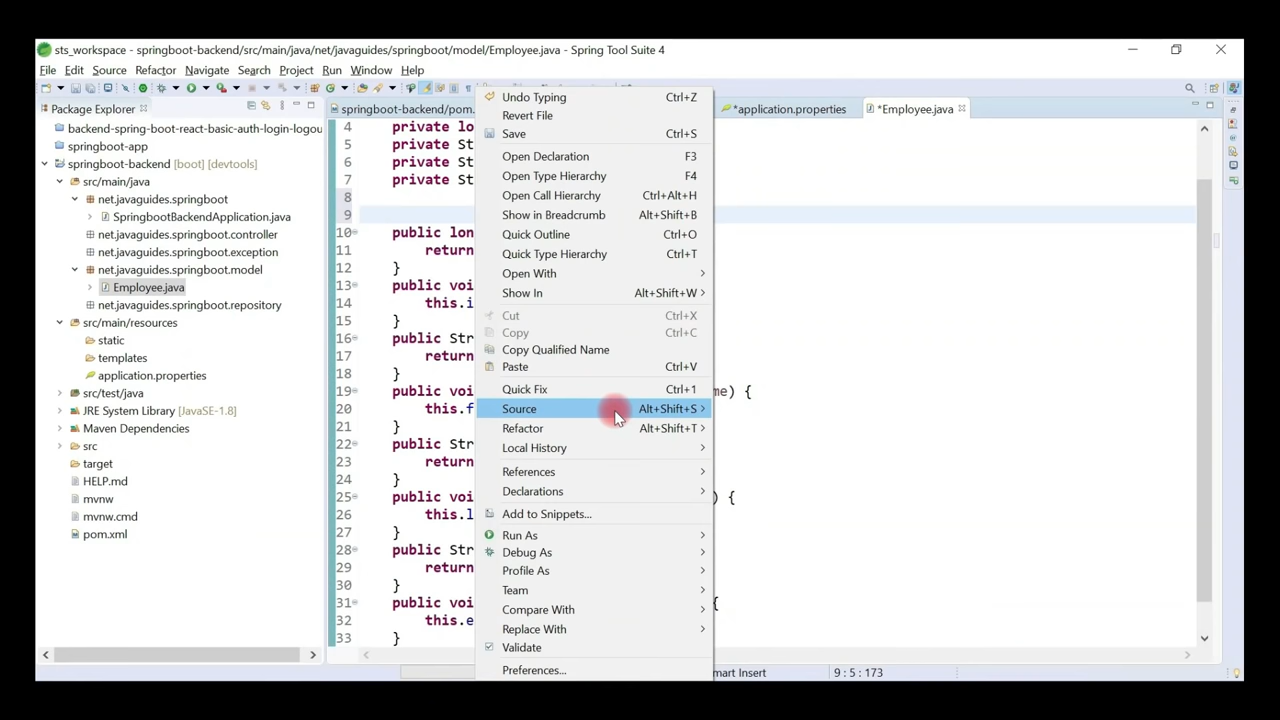 sts_workspace - springboot-backend/src/main/java/net/javaguides/springboot/model/Employee.java - Spring Tool Suite 4
File Edit Source Refactor Navigate Search Project Run Window Help
Package Explorer
springboot-backend/pom.
*application.properties
*Employee.java
backend-spring-boot-react-basic-auth-login-logou
springboot-app
springboot-backend [boot] [devtools]
src/main/java
net.javaguides.springboot
SpringbootBackendApplication.java
net.javaguides.springboot.controller
net.javaguides.springboot.exception
net.javaguides.springboot.model
Employee.java
net.javaguides.springboot.repository
src/main/resources
static
templates
application.properties
src/test/java
JRE System Library [JavaSE-1.8]
Maven Dependencies
src
target
HELP.md
mvnw
mvnw.cmd
pom.xml
4 private lo
5 private St
6 private St
7 private St
8
9
10 public lon
11 return
12 }
13 public voi
14 this.i
15 }
16 public Str
17 return
18 }
19 public voi me) {
20 this.f
21 }
22 public Str
23 return
24 }
25 public voi ) {
26 this.l
27 }
28 public Str
29 return
30 }
31 public voi {
32 this.e
33 }
Undo Typing Ctrl+Z
Revert File
Save Ctrl+S
Open Declaration F3
Open Type Hierarchy F4
Open Call Hierarchy Ctrl+Alt+H
Show in Breadcrumb Alt+Shift+B
Quick Outline Ctrl+O
Quick Type Hierarchy Ctrl+T
Open With
Show In Alt+Shift+W
Cut Ctrl+X
Copy Ctrl+C
Copy Qualified Name
Paste Ctrl+V
Quick Fix Ctrl+1
Source Alt+Shift+S
Refactor Alt+Shift+T
Local History
References
Declarations
Add to Snippets...
Run As
Debug As
Profile As
Team
Compare With
Replace With
Validate
Preferences...
mart Insert
9 : 5 : 173